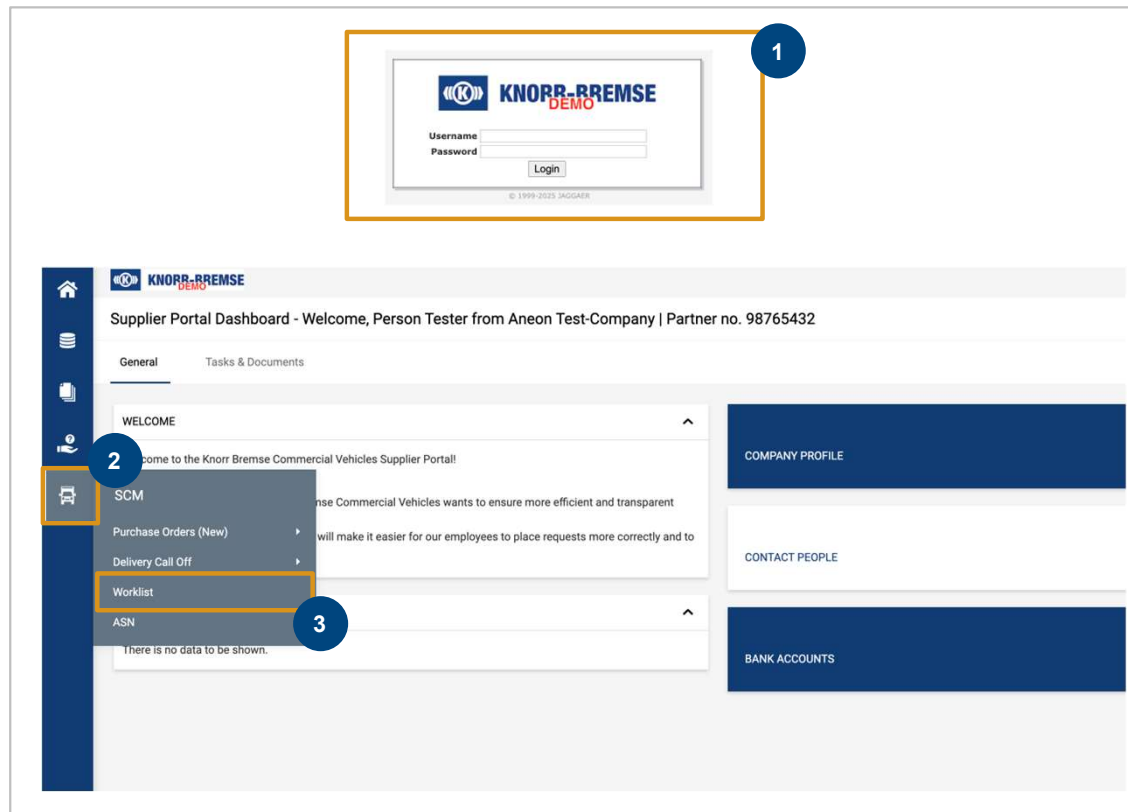 1
((K)) KNORR-BREMSE
DEMO
Username
Password
Login
© 1999-2025 JAGGAER
((K)) KNORR-BREMSE
DEMO
Supplier Portal Dashboard - Welcome, Person Tester from Aneon Test-Company | Partner no. 98765432
General Tasks & Documents
WELCOME
come to the Knorr Bremse Commercial Vehicles Supplier Portal!
COMPANY PROFILE
2
SCM
nse Commercial Vehicles wants to ensure more efficient and transparent
Purchase Orders (New)
will make it easier for our employees to place requests more correctly and to
Delivery Call Off
CONTACT PEOPLE
Worklist
ASN
3
There is no data to be shown.
BANK ACCOUNTS